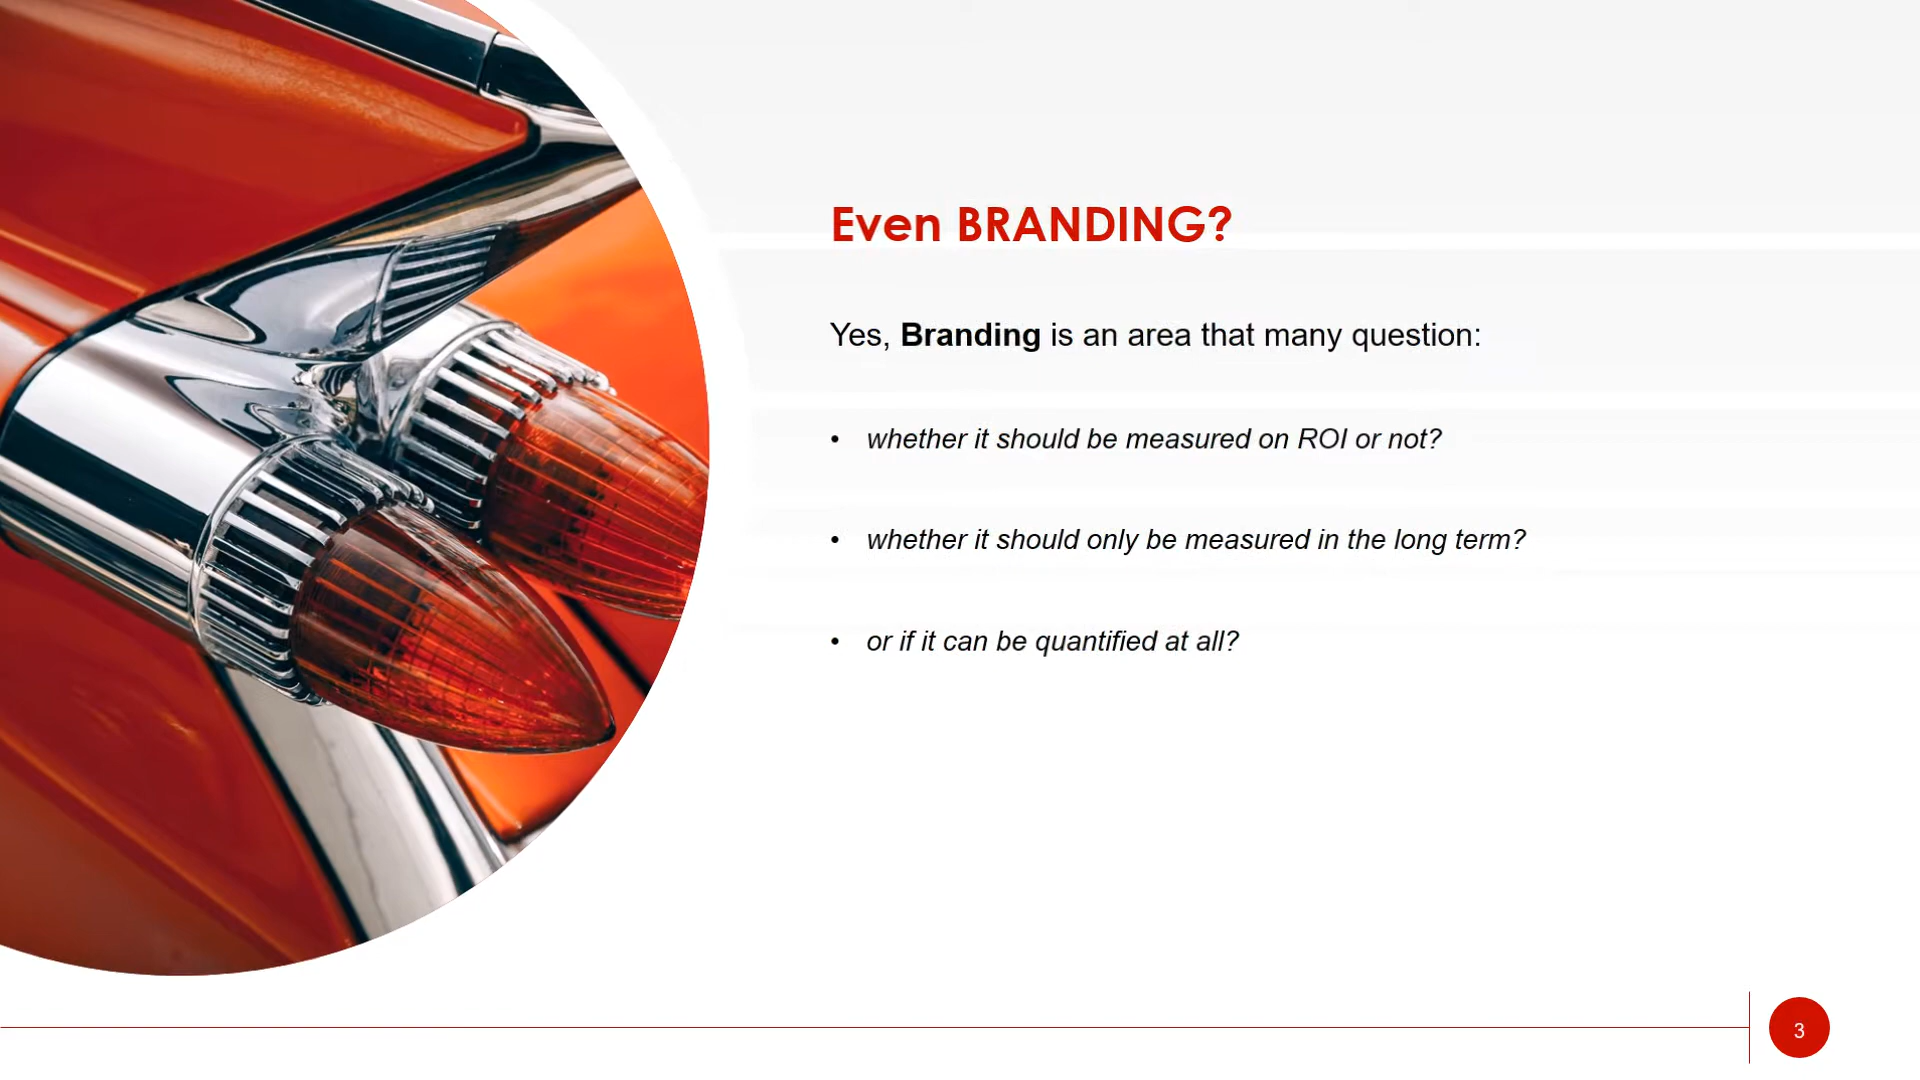 Even BRANDING?
Yes, Branding is an area that many question:
• whether it should be measured on ROI or not?
• whether it should only be measured in the long term?
• or if it can be quantified at all?
3